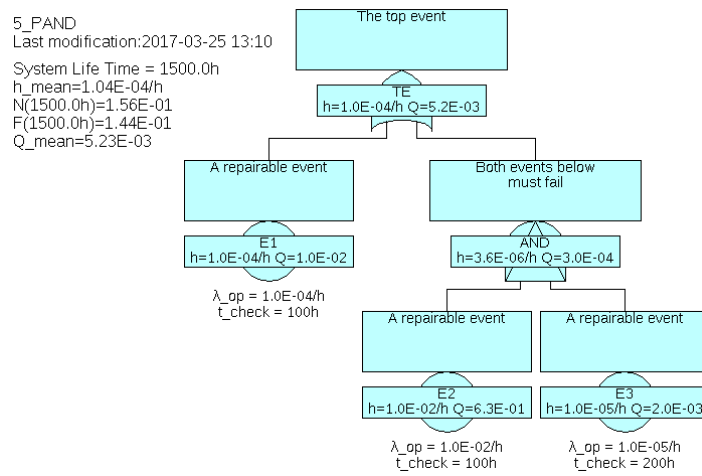 5_PAND
Last modification:2017-03-25 13:10
System Life Time = 1500.0h
h_mean=1.04E-04/h
N(1500.0h)=1.56E-01
F(1500.0h)=1.44E-01
Q_mean=5.23E-03
The top event
TE
h=1.0E-04/h Q=5.2E-03
A repairable event
E1
h=1.0E-04/h Q=1.0E-02
λ_op = 1.0E-04/h
t_check = 100h
Both events below
must fail
AND
h=3.6E-06/h Q=3.0E-04
A repairable event
E2
h=1.0E-02/h Q=6.3E-01
λ_op = 1.0E-02/h
t_check = 100h
A repairable event
E3
h=1.0E-05/h Q=2.0E-03
λ_op = 1.0E-05/h
t_check = 200h